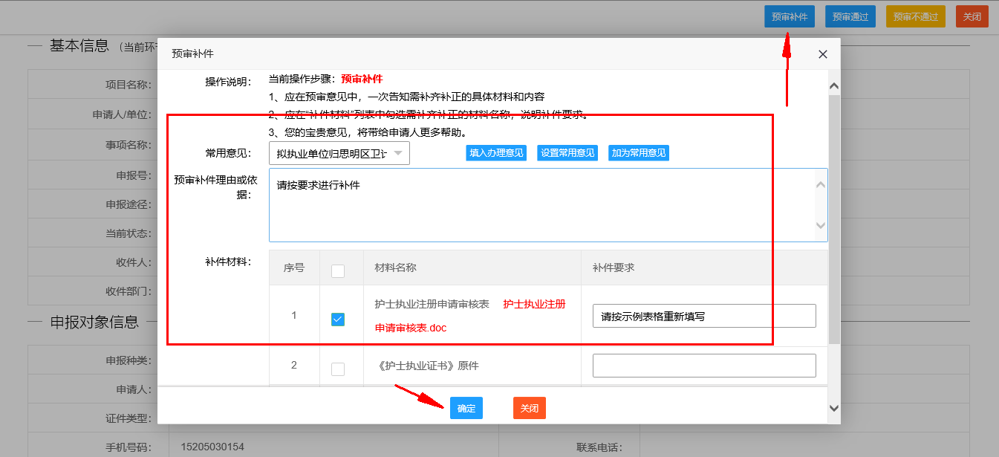 预审补件 预审通过 预审不通过 关闭
基本信息 （当前环节
预审补件
项目名称：
申请人/单位：
事项名称：
申报号：
申报途径：
当前状态：
收件人：
收件部门：
操作说明： 当前操作步骤：预审补件
1、应在预审意见中，一次告知需补齐补正的具体材料和内容
2、应在“补件材料”列表中勾选需补齐补正的材料名称，说明补件要求。
3、您的宝贵意见，将带给申请人更多帮助。
常用意见： 拟执业单位归思明区卫计 填入办理意见 设置常用意见 加为常用意见
预审补件理由或依
据：
请按要求进行补件
补件材料： 序号 材料名称 补件要求
1 护士执业注册申请审核表 护士执业注册
申请审核表.doc
请按示例表格重新填写
2 《护士执业证书》原件
确定 关闭
申报对象信息
申报种类：
申请人：
证件类型：
手机号码： 15205030154 联系电话：